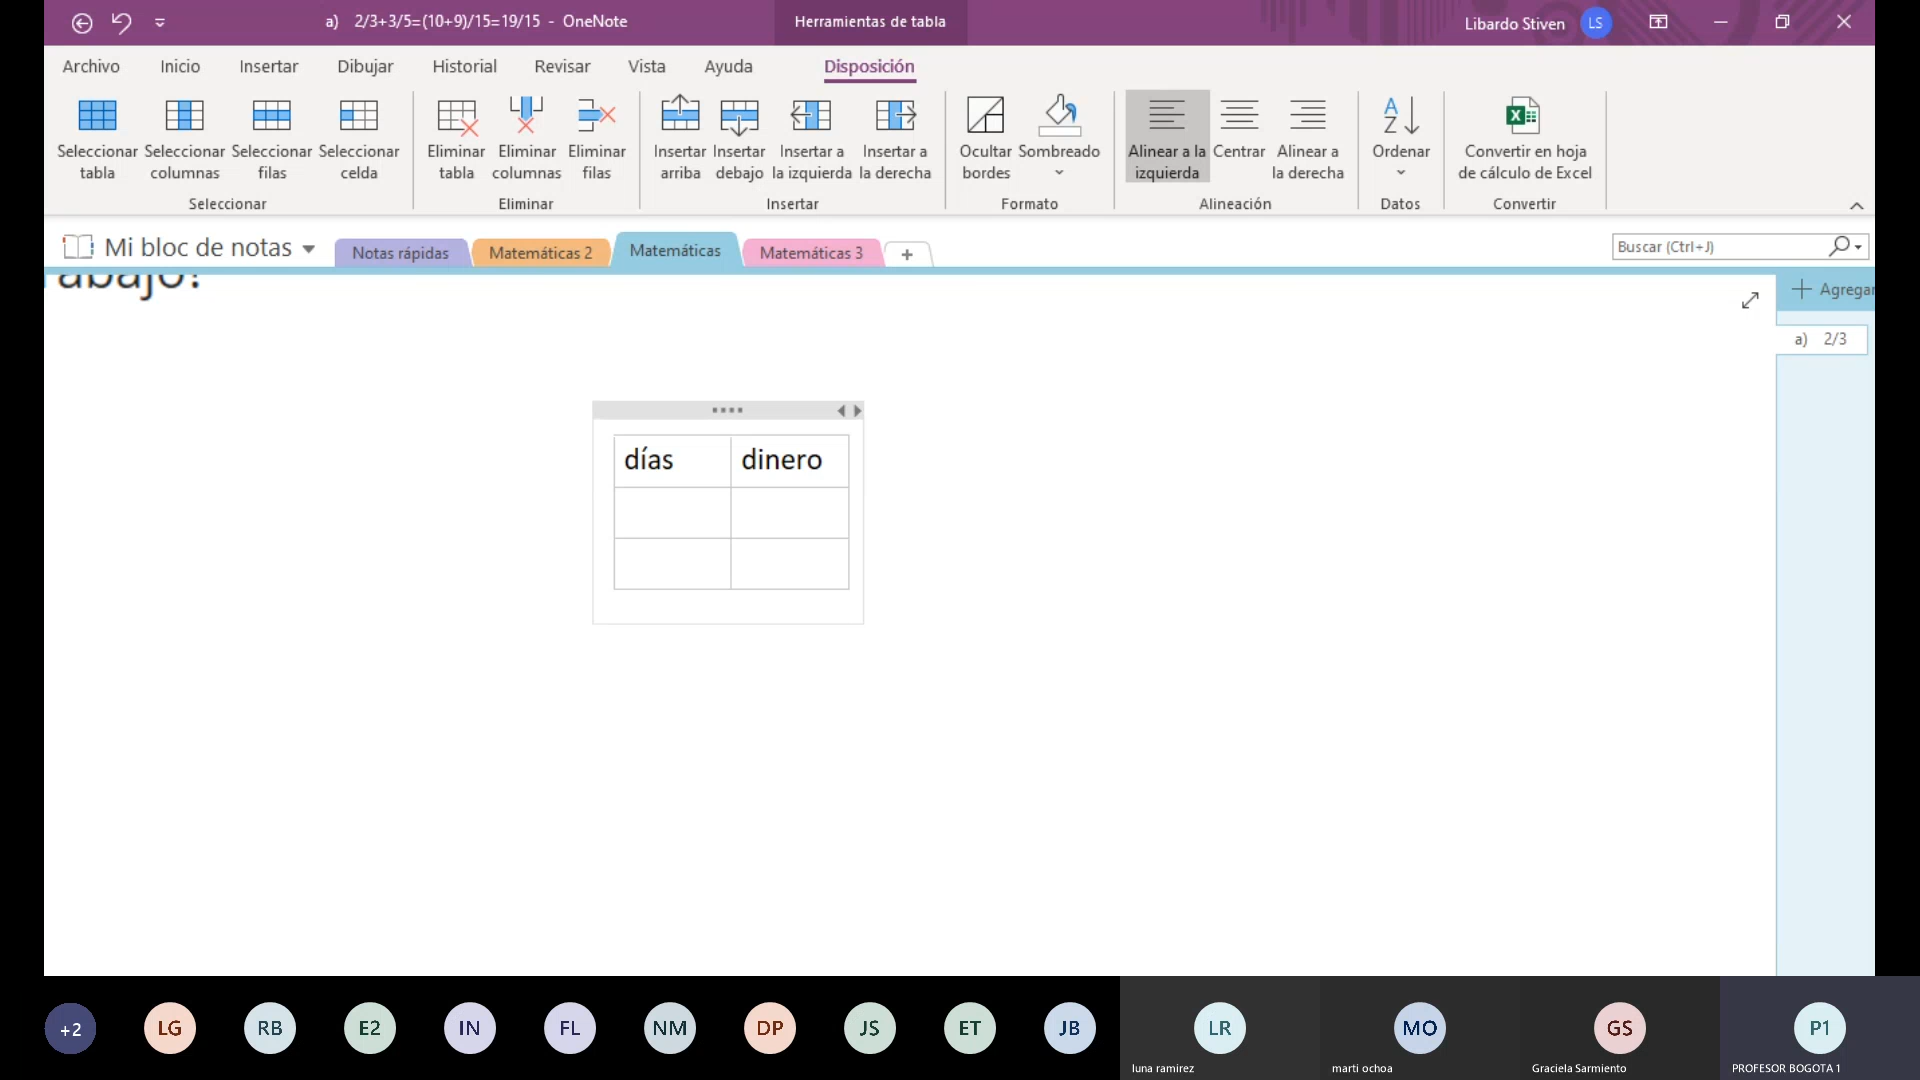 a) 2/3+3/5=(10+9)/15=19/15 - OneNote
Herramientas de tabla
Libardo Stiven
LS
Archivo
Inicio
Insertar
Dibujar
Historial
Revisar
Vista
Ayuda
Disposición
Seleccionar tabla
Seleccionar columnas
Seleccionar filas
Seleccionar celda
Seleccionar
Eliminar tabla
Eliminar columnas
Eliminar filas
Eliminar
Insertar arriba
Insertar debajo
Insertar a la izquierda
Insertar a la derecha
Insertar
Ocultar bordes
Sombreado
Formato
Alinear a la izquierda
Centrar
Alinear a la derecha
Alineación
A Z
Ordenar
Datos
Convertir en hoja de cálculo de Excel
Convertir
Mi bloc de notas
Notas rápidas
Matemáticas 2
Matemáticas
Matemáticas 3
+
Buscar (Ctrl+J)
abajo?
Agregar
a) 2/3
días
dinero
+2
LG
RB
E2
IN
FL
NM
DP
JS
ET
JB
LR
luna ramirez
MO
marti ochoa
GS
Graciela Sarmiento
P1
PROFESOR BOGOTA 1